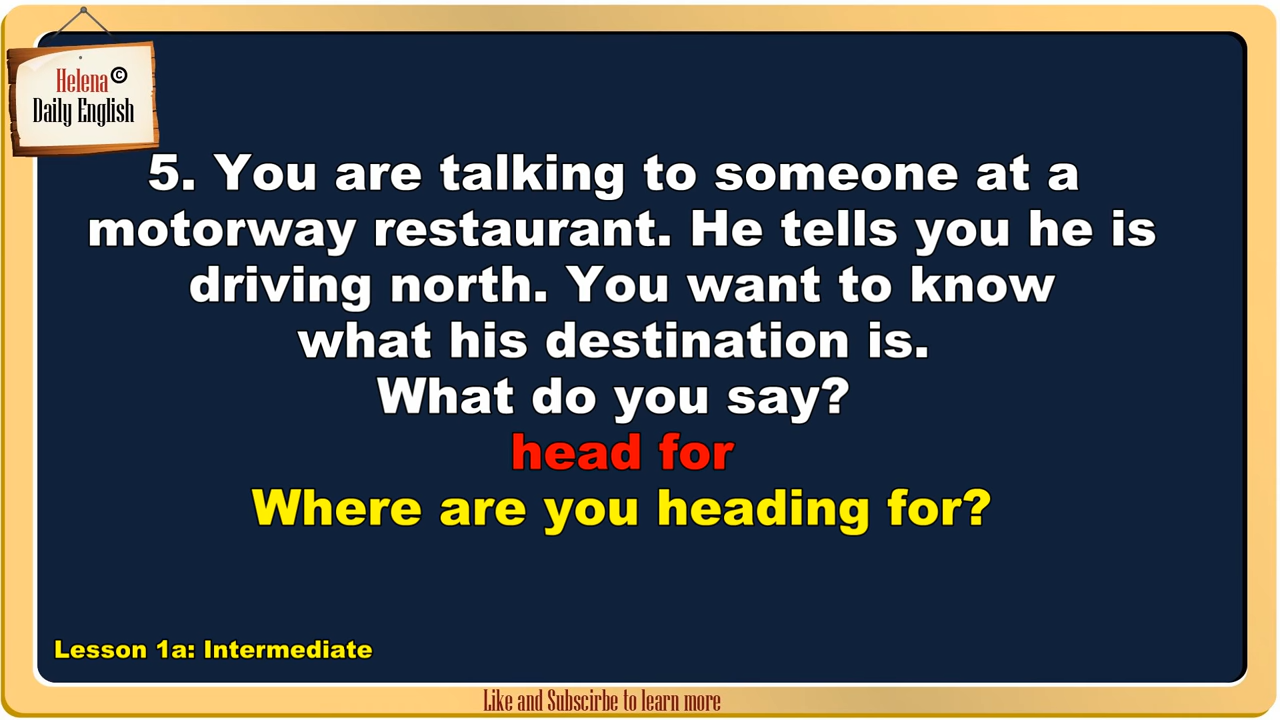 Helena ©
Daily English
5. You are talking to someone at a
motorway restaurant. He tells you he is
driving north. You want to know
what his destination is.
What do you say?
head for
Where are you heading for?
Lesson 1a: Intermediate
Like and Subscirbe to learn more